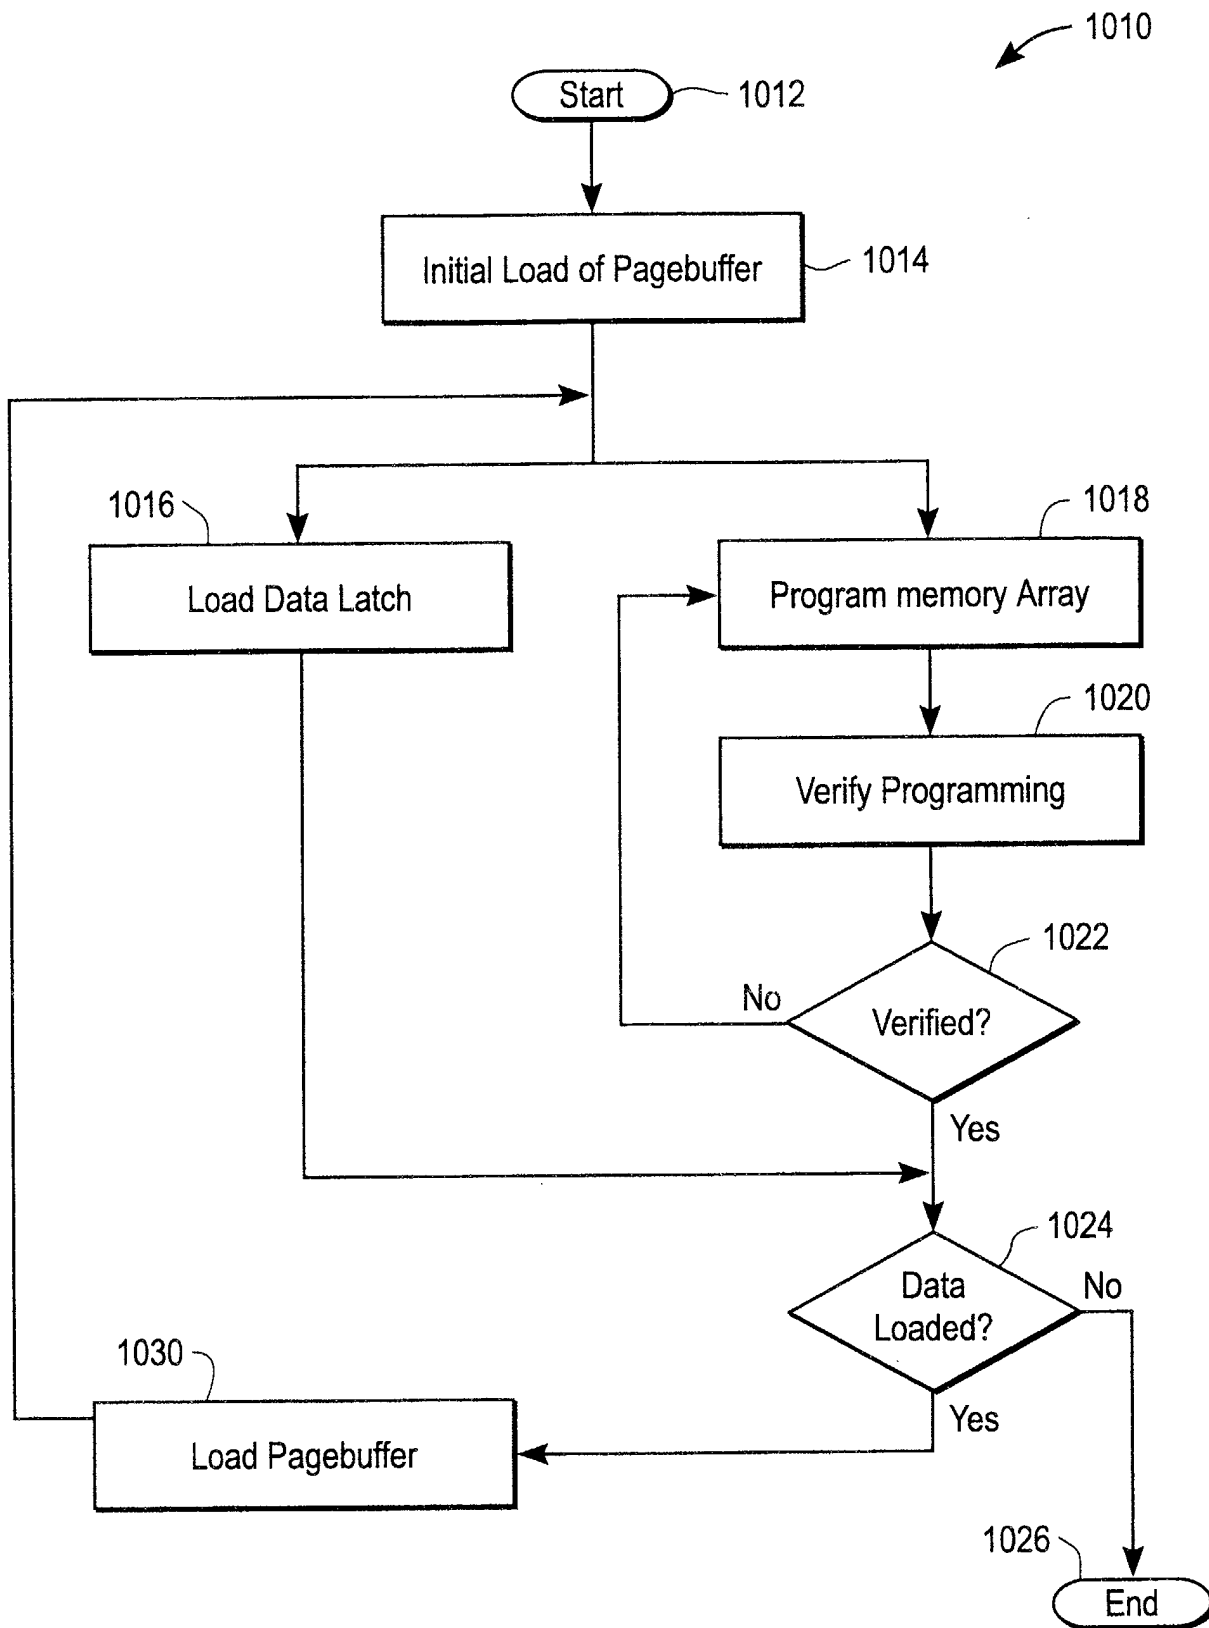 1010
Start
1012
Initial Load of Pagebuffer
1014
1016
1018
Load Data Latch
Program memory Array
1020
Verify Programming
1022
No
Verified?
Yes
1024
Data
Loaded?
No
1030
Yes
Load Pagebuffer
1026
End